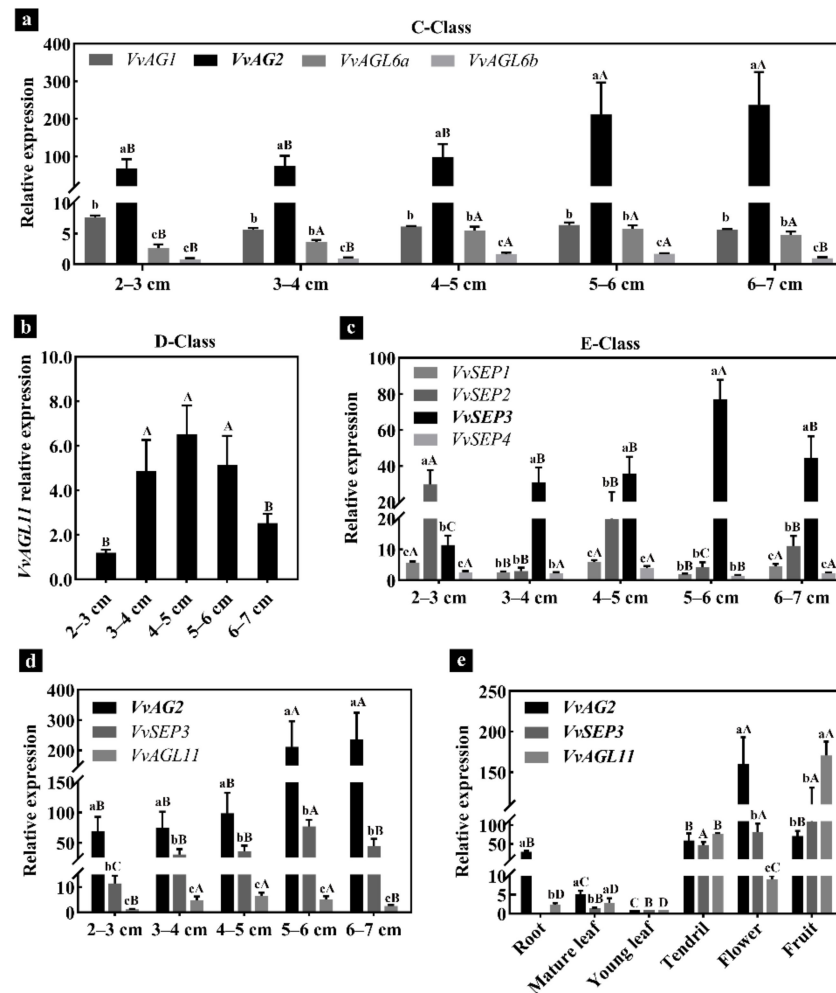 a
C-Class
VvAG1 VvAG2 VvAGL6a VvAGL6b
Relative expression
400
300
200
100
10
5
0
b aB cB cB
b aB bA cB
b aB bA cA
b aA bA cA
b aA bA cB
2–3 cm 3–4 cm 4–5 cm 5–6 cm 6–7 cm
b
D-Class
VvAGL11 relative expression
10.0
8.0
6.0
4.0
2.0
0.0
B A A A B
2–3 cm 3–4 cm 4–5 cm 5–6 cm 6–7 cm
c
E-Class
VvSEP1
VvSEP2
VvSEP3
VvSEP4
Relative expression
100
80
60
40
20
10
0
cA aA bC cA
bB bB aB bA
cA bB aB cA
bB bC aA bB
cA bB aB cA
2–3 cm 3–4 cm 4–5 cm 5–6 cm 6–7 cm
d
VvAG2
VvSEP3
VvAGL11
Relative expression
400
300
200
100
50
10
5
0
aB bC cB
aB bB cA
aB bB cA
aA bA cA
aA bB cB
2–3 cm 3–4 cm 4–5 cm 5–6 cm 6–7 cm
e
VvAG2
VvSEP3
VvAGL11
Relative expression
250
200
150
100
50
10
5
0
aB bD
aC bB aD
C B D
B A B
aA bA cC
bB bA aA
Root Mature leaf Young leaf Tendril Flower Fruit